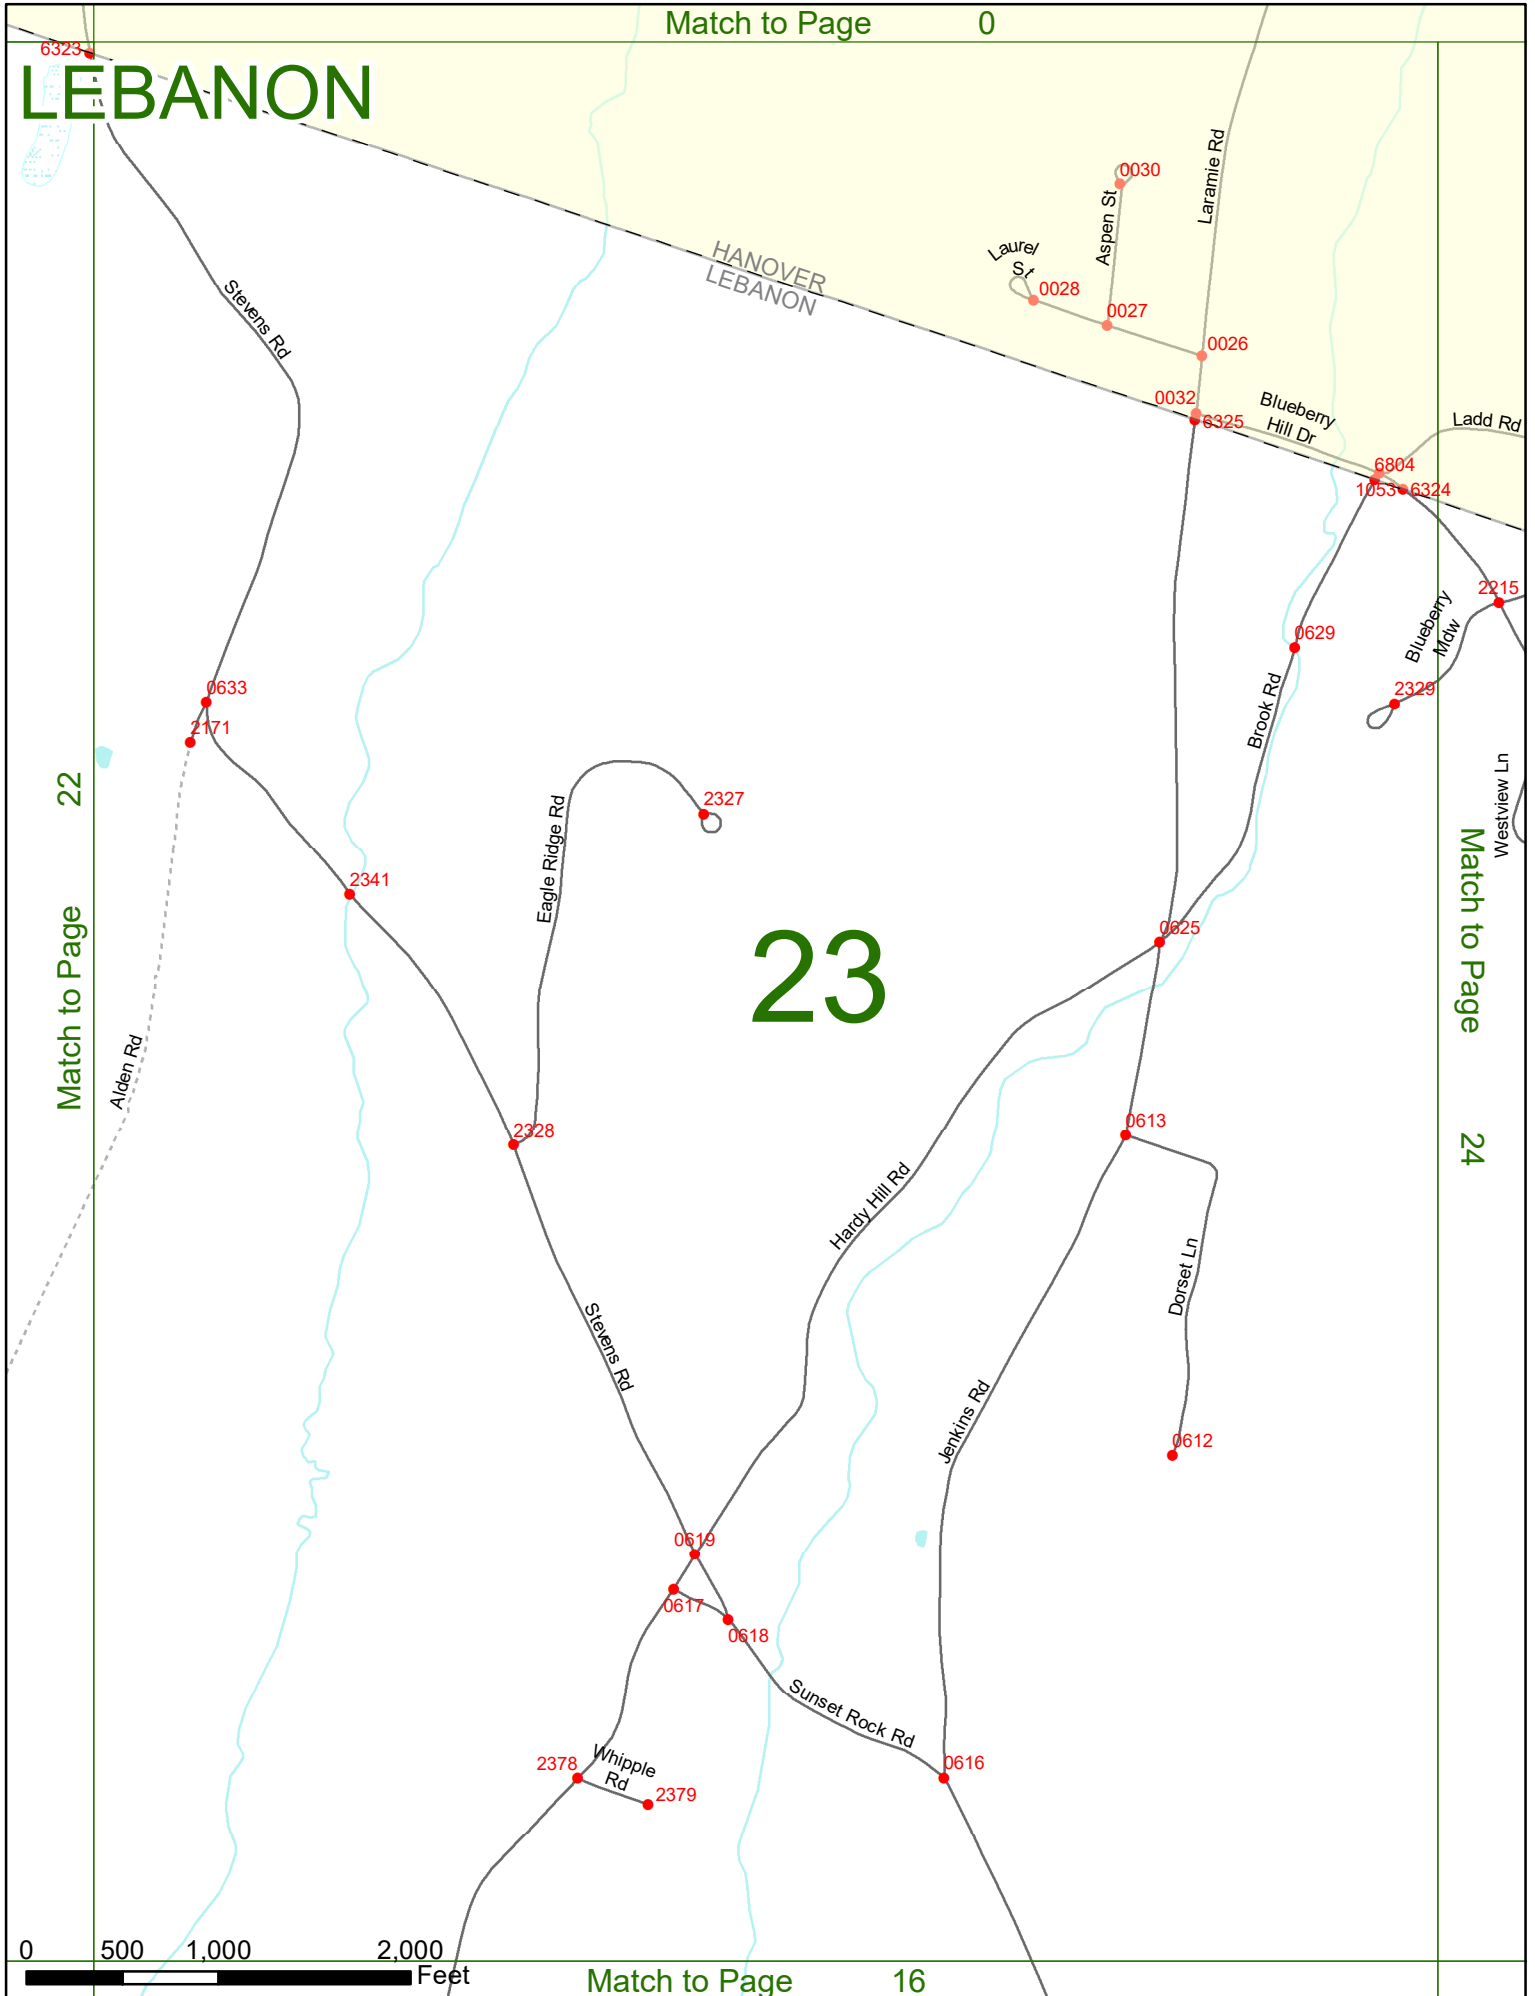 Match to Page 0
6323
LEBANON
0030
Laramie Rd
Aspen St
Laurel
St
HANOVER
LEBANON
0028
0027
0026
0032
6325
Blueberry
Hill Dr
Ladd Rd
6804
1053
6324
Stevens Rd
2215
Blueberry
Mdw
0629
2329
Brook Rd
0633
2171
Westview Ln
22
Match to Page
2327
Eagle Ridge Rd
2341
23
0625
Match to Page
24
Alden Rd
2328
0613
Hardy Hill Rd
Dorset Ln
Stevens Rd
Jenkins Rd
0612
0619
0617
0618
Sunset Rock Rd
2378
Whipple
Rd
2379
0616
0 500 1,000 2,000
Feet
Match to Page 16